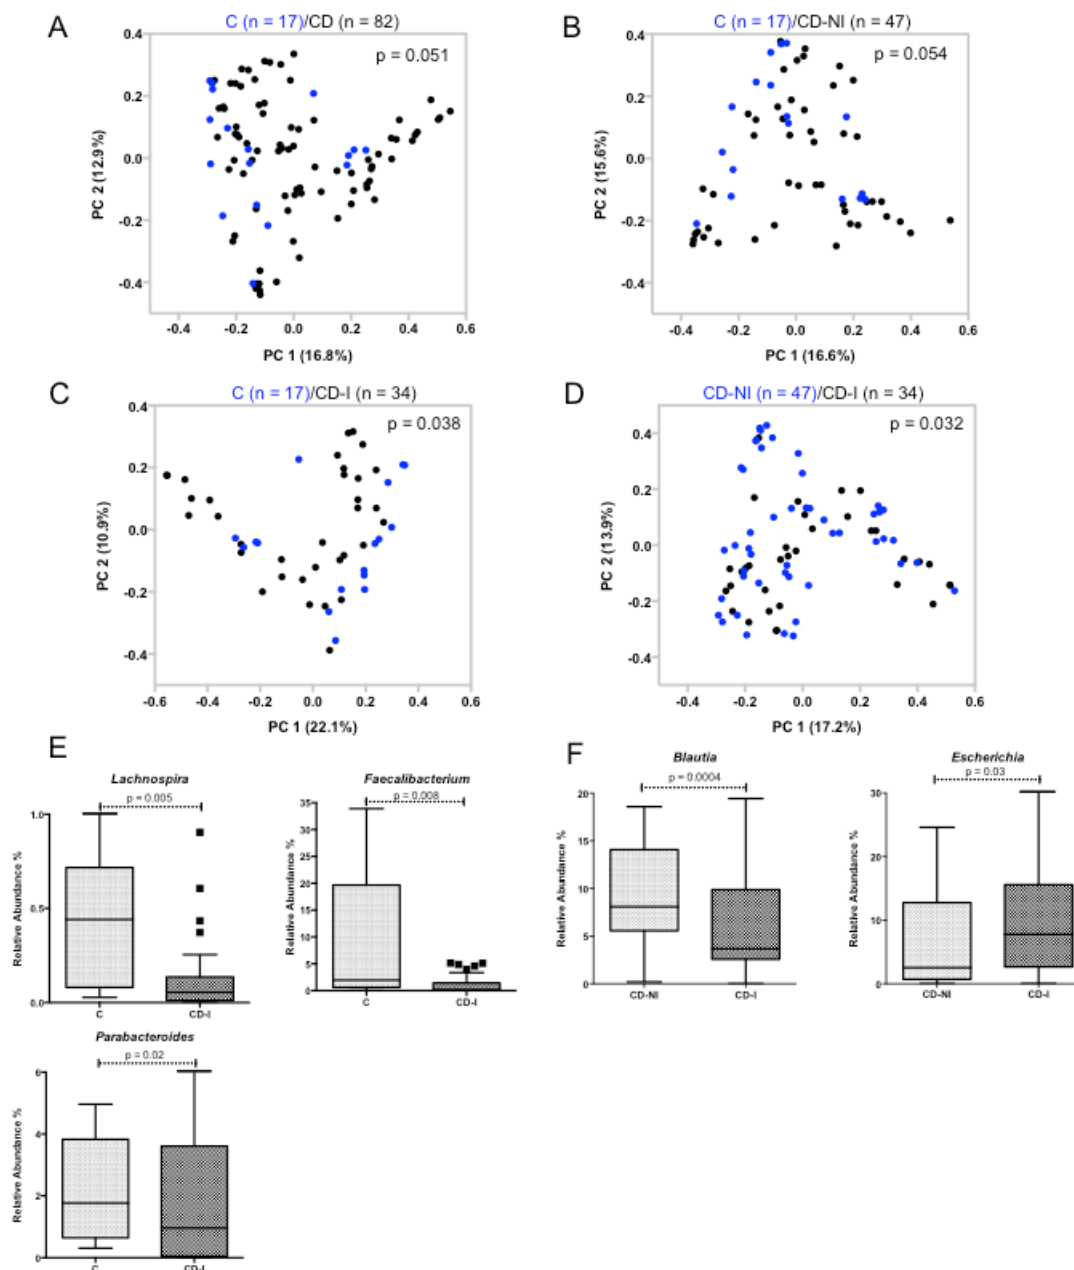 A
C (n = 17)/CD (n = 82)
p = 0.051
0.4
0.2
0.0
-0.2
-0.4
PC 2 (12.9%)
-0.4 -0.2 0.0 0.2 0.4 0.6
PC 1 (16.8%)
B
C (n = 17)/CD-NI (n = 47)
p = 0.054
0.4
0.2
0.0
-0.2
-0.4
PC 2 (15.6%)
-0.4 -0.2 0.0 0.2 0.4 0.6
PC 1 (16.6%)
C
C (n = 17)/CD-I (n = 34)
p = 0.038
0.4
0.2
0.0
-0.2
-0.4
PC 2 (10.9%)
-0.6 -0.4 -0.2 0.0 0.2 0.4 0.6
PC 1 (22.1%)
D
CD-NI (n = 47)/CD-I (n = 34)
p = 0.032
0.4
0.2
0.0
-0.2
-0.4
PC 2 (13.9%)
-0.4 -0.2 0.0 0.2 0.4 0.6
PC 1 (17.2%)
E
Lachnospira
p = 0.005
1.0
0.5
0.0
Relative Abundance %
C CD-I
Faecalibacterium
p = 0.008
35
30
25
20
15
10
5
0
Relative Abundance %
C CD-I
Parabacteroides
p = 0.02
6
4
2
0
Relative Abundance %
C CD-I
F
Blautia
p = 0.0004
20
15
10
5
0
Relative Abundance %
CD-NI CD-I
Escherichia
p = 0.03
30
20
10
0
Relative Abundance %
CD-NI CD-I